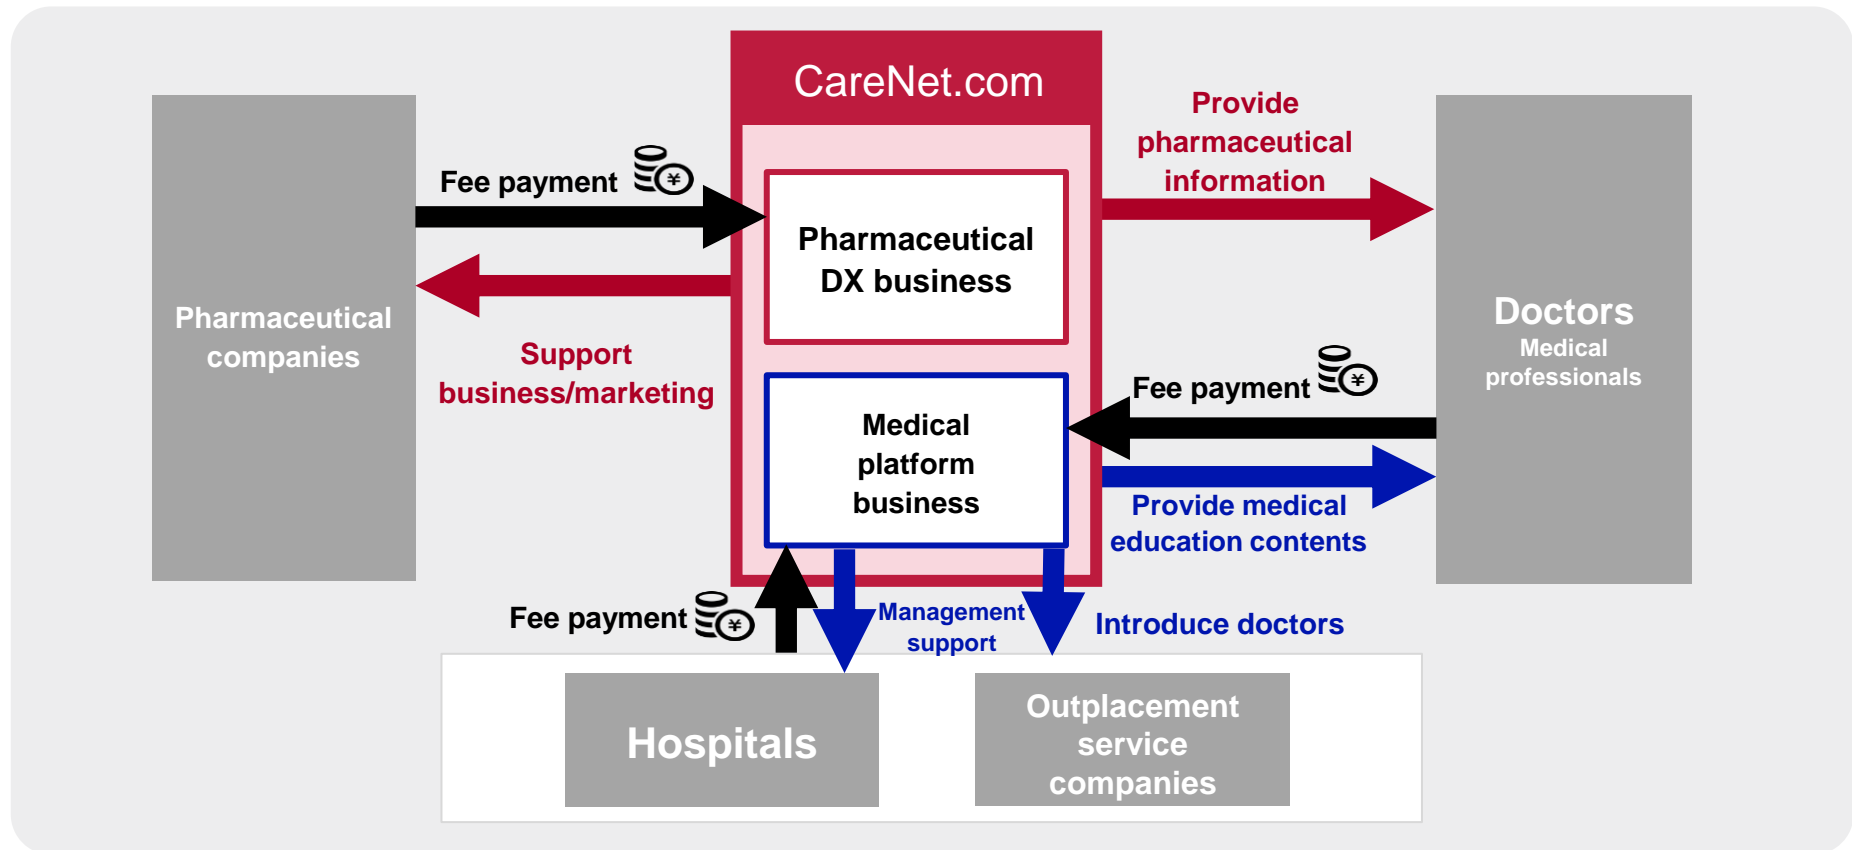 CareNet.com
Fee payment
¥
Pharmaceutical
DX business
Provide
pharmaceutical
information
Pharmaceutical
companies
Support
business/marketing
Doctors
Medical
professionals
Medical
platform
business
Fee payment
¥
Provide medical
education contents
Fee payment
¥
Management
support
Introduce doctors
Hospitals
Outplacement
service
companies